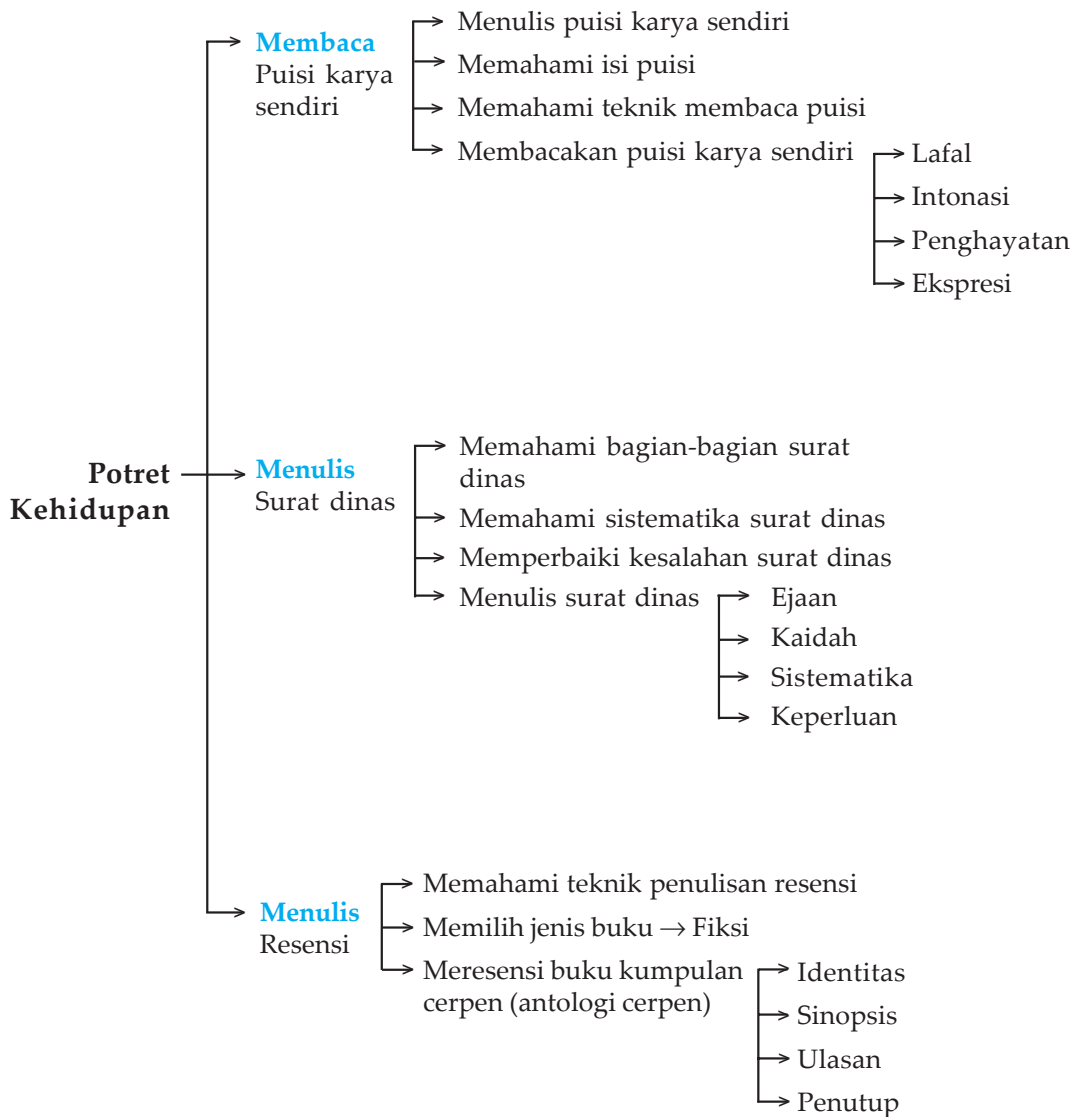 Potret
Kehidupan
Membaca
Puisi karya
sendiri
Menulis puisi karya sendiri
Memahami isi puisi
Memahami teknik membaca puisi
Membacakan puisi karya sendiri
Lafal
Intonasi
Penghayatan
Ekspresi
Menulis
Surat dinas
Memahami bagian-bagian surat
dinas
Memahami sistematika surat dinas
Memperbaiki kesalahan surat dinas
Menulis surat dinas
Ejaan
Kaidah
Sistematika
Keperluan
Menulis
Resensi
Memahami teknik penulisan resensi
Memilih jenis buku → Fiksi
Meresensi buku kumpulan
cerpen (antologi cerpen)
Identitas
Sinopsis
Ulasan
Penutup